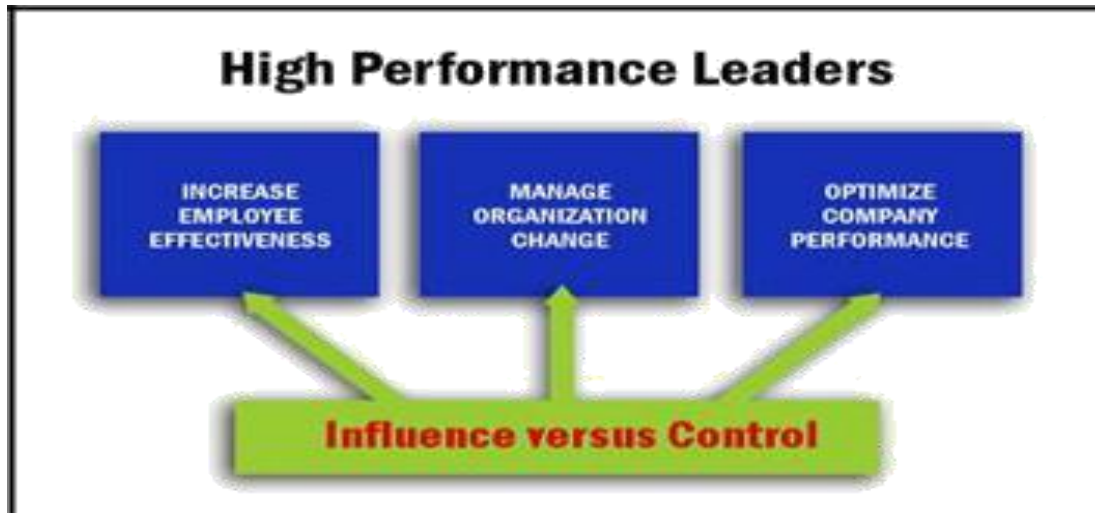 High Performance Leaders
INCREASE
EMPLOYEE
EFFECTIVENESS
MANAGE
ORGANIZATION
CHANGE
OPTIMIZE
COMPANY
PERFORMANCE
Influence versus Control